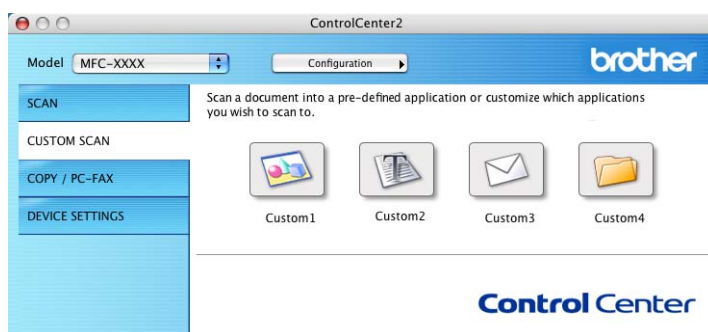 ControlCenter2
Model MFC-XXXX Configuration brother
SCAN
CUSTOM SCAN
COPY / PC-FAX
DEVICE SETTINGS
Scan a document into a pre-defined application or customize which applications
you wish to scan to.
Custom1 Custom2 Custom3 Custom4
Control Center